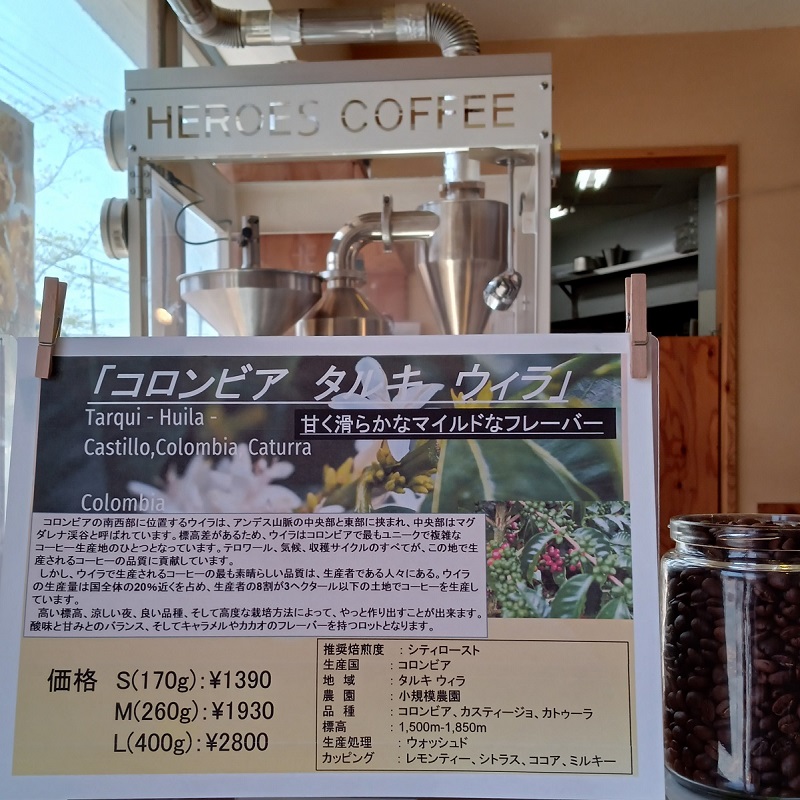 HEROES COFFEE
「コロンビア　タルキ　ウィラ」
Tarqui - Huila -
甘く滑らかなマイルドなフレーバー
Castillo,Colombia, Caturra
Colombia
コロンビアの南西部に位置するウイラは、アンデス山脈の中央部と東部に挟まれ、中央部はマグ
ダレナ渓谷と呼ばれています。標高差があるため、ウイラはコロンビアで最もユニークで複雑な
コーヒー生産地のひとつとなっています。テロワール、気候、収穫サイクルのすべてが、この地で生
産されるコーヒーの品質に貢献しています。
しかし、ウイラで生産されるコーヒーの最も素晴らしい品質は、生産者である人々にある。ウイラ
の生産量は国全体の20%近くを占め、生産者の8割が3ヘクタール以下の土地でコーヒーを生産し
ています。
高い標高、涼しい夜、良い品種、そして高度な栽培方法によって、やっと作り出すことが出来ます。
酸味と甘みとのバランス、そしてキャラメルやカカオのフレーバーを持つロットとなります。
価格　S(170g):¥1390
M(260g):¥1930
L(400g):¥2800
推奨焙煎度　：シティロースト
生産国　：コロンビア
地 域　：タルキ ウィラ
農 園　：小規模農園
品 種　：コロンビア、カスティージョ、カトゥーラ
標高　：1,500m-1,850m
生産処理　：ウォッシュド
カッピング　：レモンティー、シトラス、ココア、ミルキー